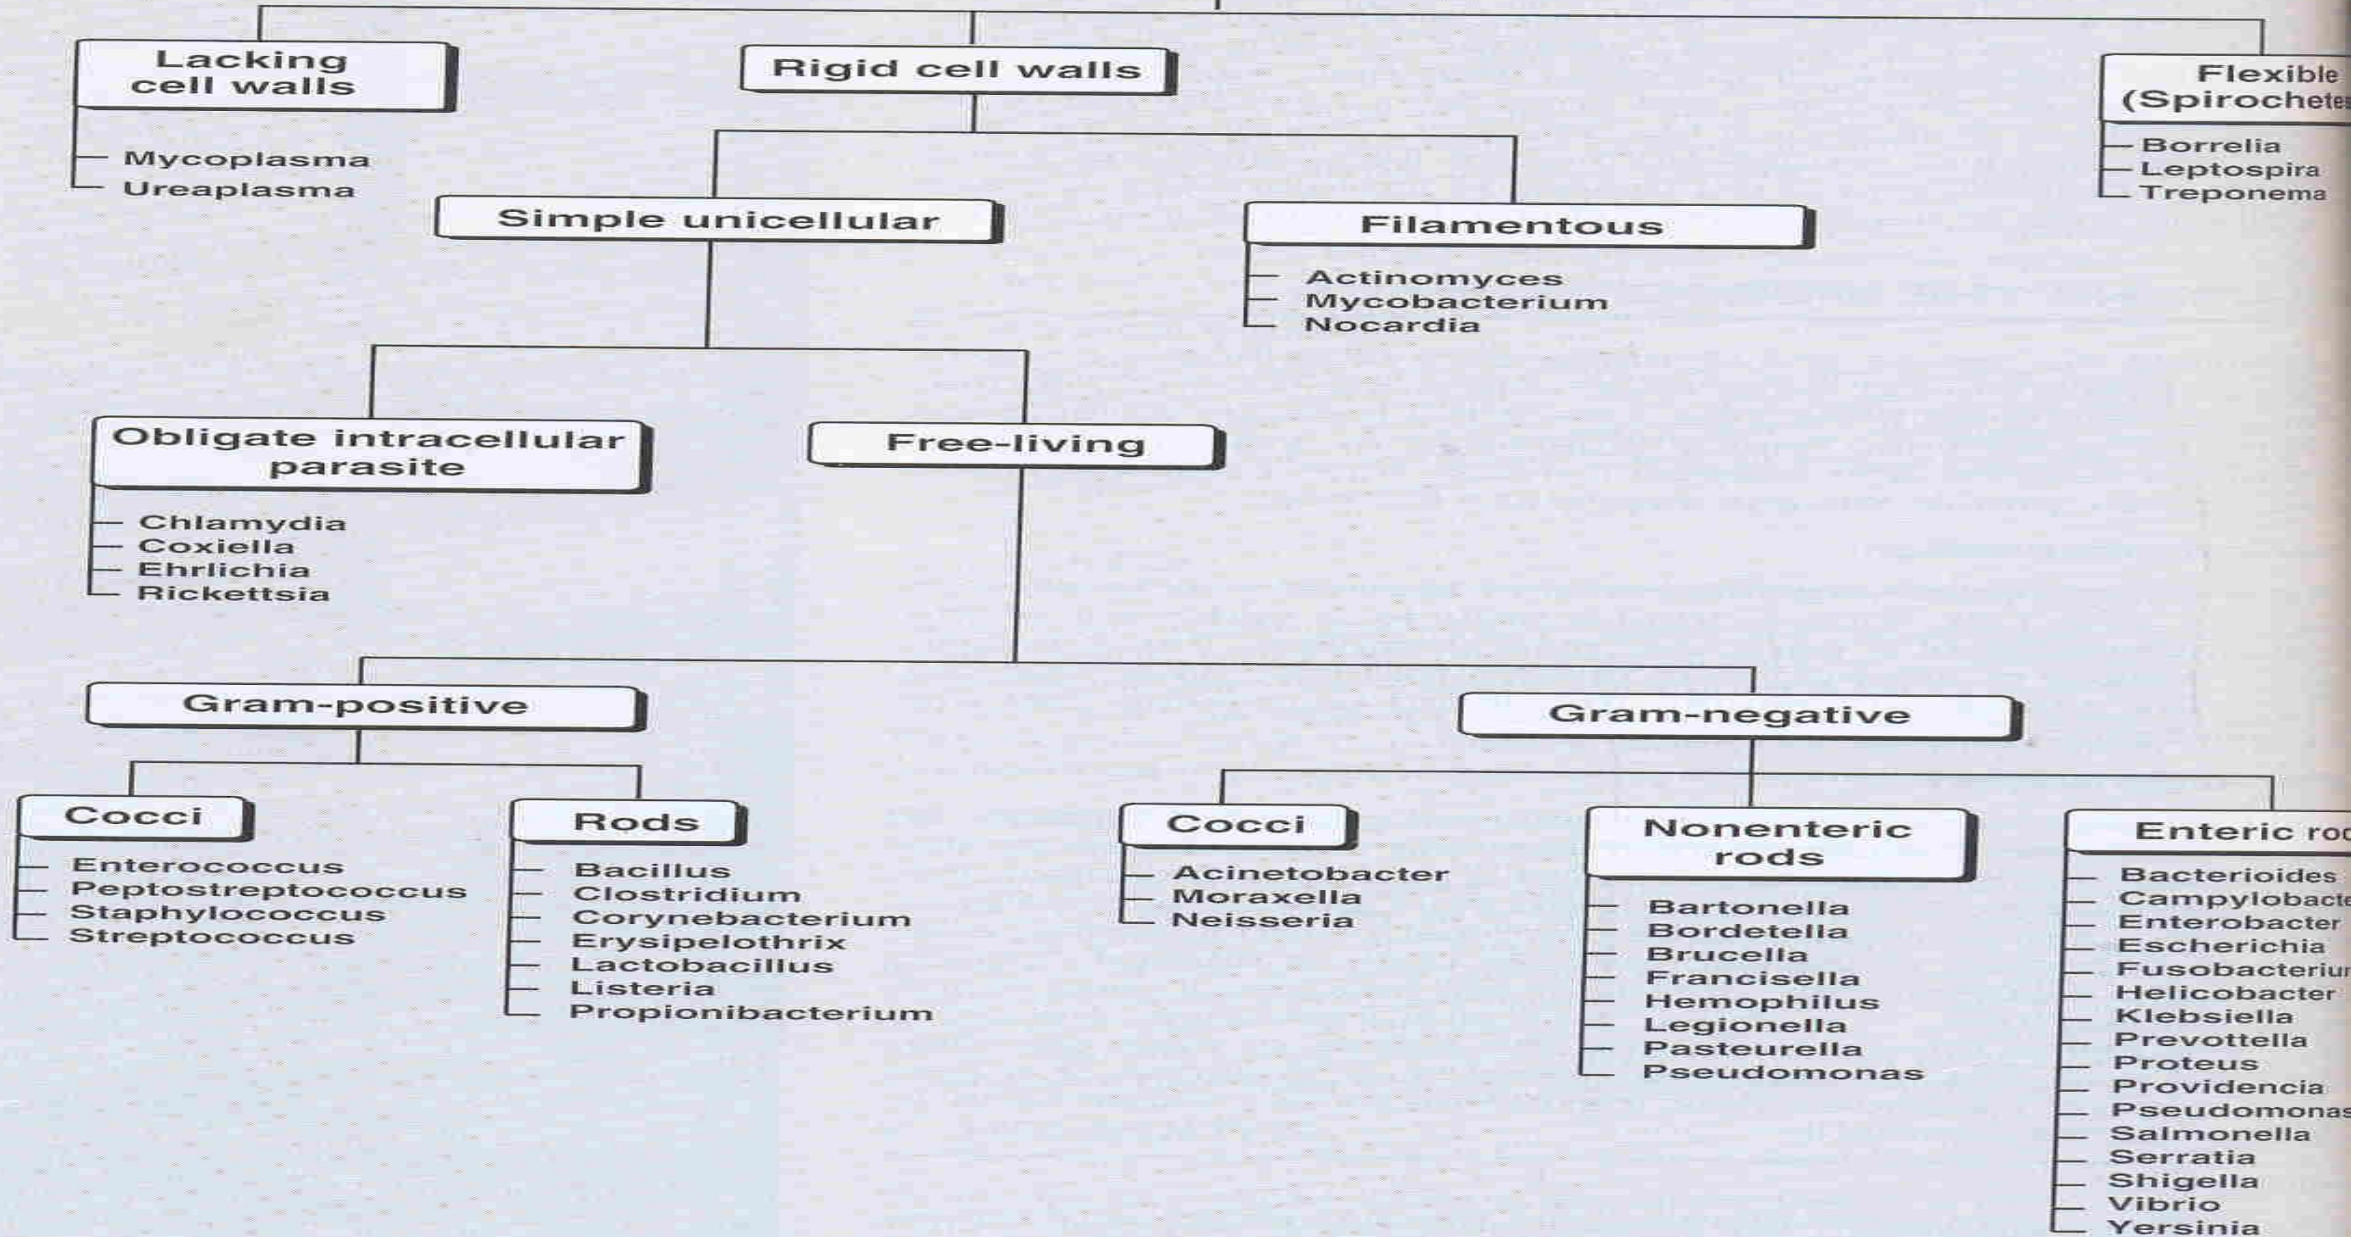 Lacking
cell walls
Mycoplasma
Ureaplasma
Rigid cell walls
Flexible
(Spirochetes
Borrelia
Leptospira
Treponema
Simple unicellular
Filamentous
Actinomyces
Mycobacterium
Nocardia
Obligate intracellular
parasite
Chlamydia
Coxiella
Ehrlichia
Rickettsia
Free-living
Gram-positive
Cocci
Enterococcus
Peptostreptococcus
Staphylococcus
Streptococcus
Rods
Bacillus
Clostridium
Corynebacterium
Erysipelothrix
Lactobacillus
Listeria
Propionibacterium
Gram-negative
Cocci
Acinetobacter
Moraxella
Neisseria
Nonenteric
rods
Bartonella
Bordetella
Brucella
Francisella
Hemophilus
Legionella
Pasteurella
Pseudomonas
Enteric
Bacterioides
Campylobacte
Enterobacter
Escherichia
Fusobacteriu
Helicobacter
Klebsiella
Prevottella
Proteus
Providencia
Pseudomonas
Salmonella
Serratia
Shigella
Vibrio
Yersinia